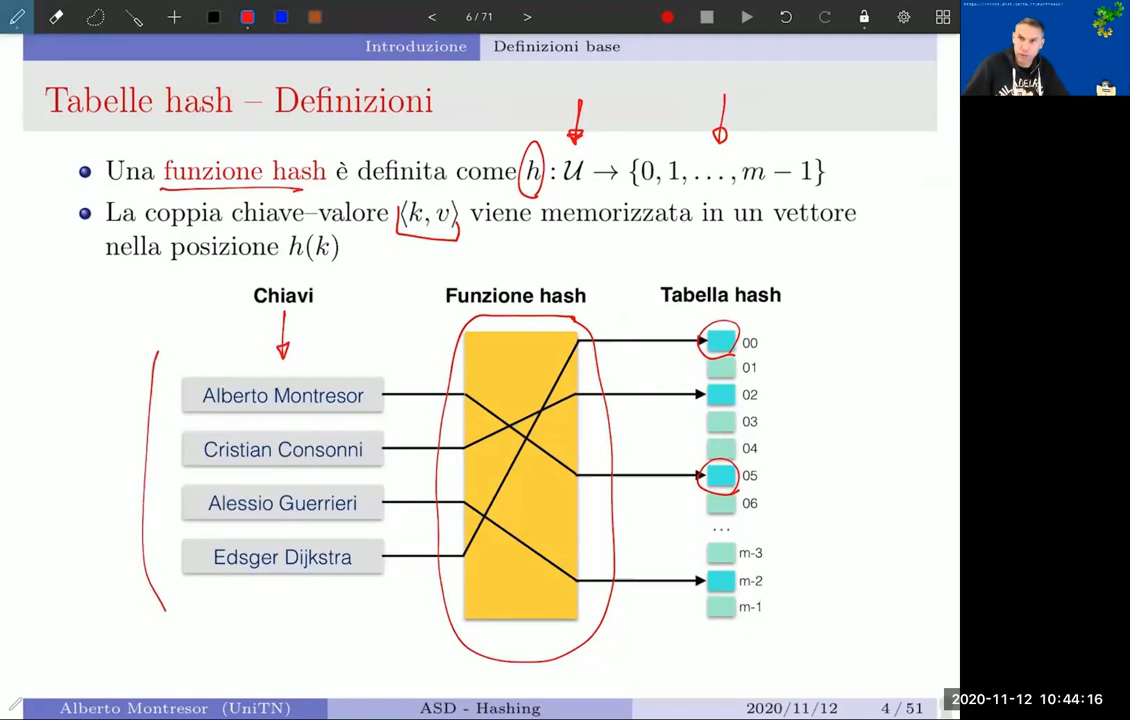 6 / 71
Introduzione Definizioni base
Tabelle hash – Definizioni
Una funzione hash è definita come h : U → {0, 1, . . . , m − 1}
La coppia chiave–valore ⟨k, v⟩ viene memorizzata in un vettore
nella posizione h(k)
Chiavi Funzione hash Tabella hash
00
01
Alberto Montresor 02
03
Cristian Consonni 04
05
Alessio Guerrieri 06
...
Edsger Dijkstra m-3
m-2
m-1
Alberto Montresor (UniTN) ASD - Hashing 2020/11/12 4 / 51
2020-11-12 10:44:16